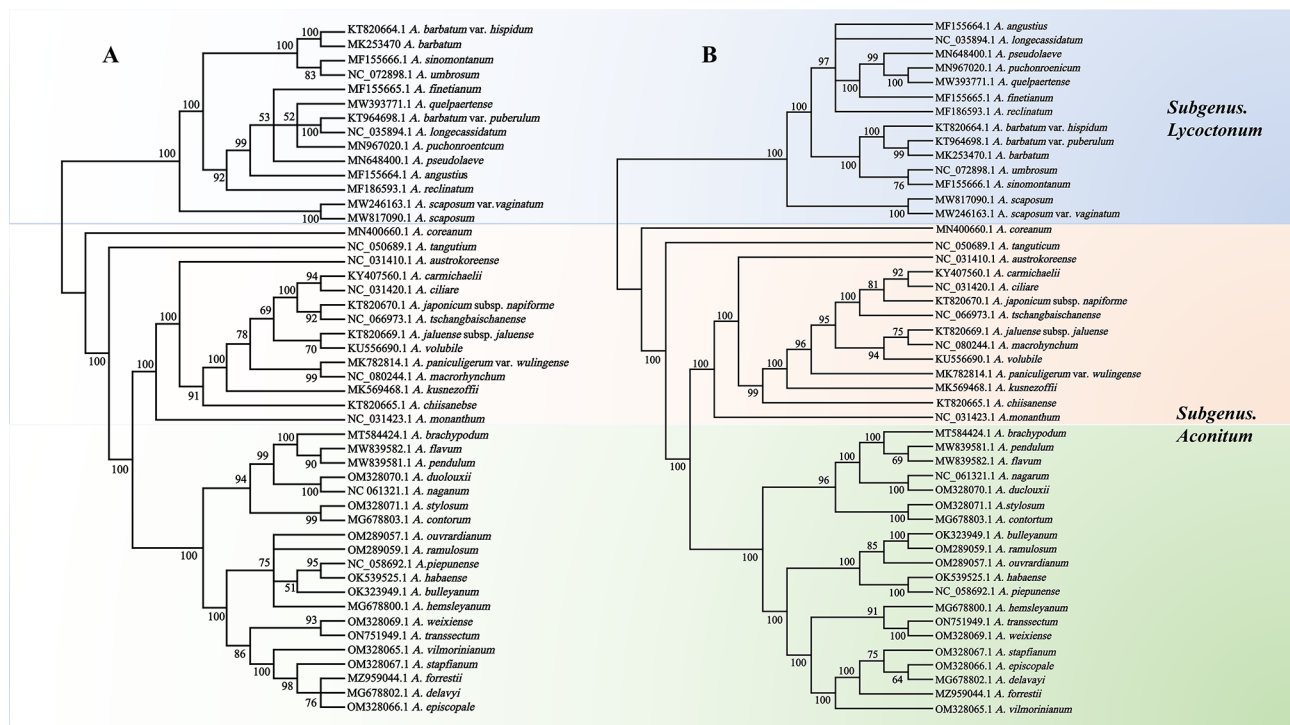 A
100
KT820664.1 A. barbatum var. hispidum
100
MK253470 A. barbatum
MF155666.1 A. sinomontanum
83
NC_072898.1 A. umbrosum
100
MF155665.1 A. finetianum
MW393771.1 A. quelpaertense
53
52
KT964698.1 A. barbatum var. puberulum
100
NC_035894.1 A. longecassidatum
99
MN967020.1 A. puchonroentcum
MN648400.1 A. pseudolaeve
100
92
MF155664.1 A. angustius
MF186593.1 A. reclinatum
MW246163.1 A. scaposum var. vaginatum
100
MW817090.1 A. scaposum
MN400660.1 A. coreanum
NC_050689.1 A. tangutium
NC_031410.1 A. austrokoreense
94
KY407560.1 A. carmichaelii
100
NC_031420.1 A. ciliare
69
KT820670.1 A. japonicum subsp. napiforme
92
NC_066973.1 A. tschangbaischanense
100
78
KT820669.1 A. jaluense subsp. jaluense
70
KU556690.1 A. volubile
100
100
100
MK782814.1 A. paniculigerum var. wulingense
99
NC_080244.1 A. macrorhynchum
91
MK569468.1 A. kusnezoffii
KT820665.1 A. chiisanebse
NC_031423.1 A. monanthum
100
100
MT584424.1 A. brachypodum
99
MW839582.1 A. flavum
90
MW839581.1 A. pendulum
94
OM328070.1 A. duolouxii
100
NC 061321.1 A. naganum
OM328071.1 A. stylosum
99
MG678803.1 A. contorum
100
OM289057.1 A. ouvrardianum
75
OM289059.1 A. ramulosum
95
NC_058692.1 A. piepunense
51
OK539525.1 A. habaense
OK323949.1 A. bulleyanum
100
MG678800.1 A. hemsleyanum
93
OM328069.1 A. weixiense
ON751949.1 A. transsectum
86
OM328065.1 A. vilmorinianum
100
OM328067.1 A. stapfianum
98
MZ959044.1 A. forrestii
MG678802.1 A. delavyi
76
OM328066.1 A. episcopale
B
MF155664.1 A. angustius
NC_035894.1 A. longecassidatum
97
99
MN648400.1 A. pseudolaeve
MN967020.1 A. puchonroenicum
100
100
MW393771.1 A. quelpaertense
MF155665.1 A. finetianum
100
MF186593.1 A. reclinatum
100
KT820664.1 A. barbatum var. hispidum
KT964698.1 A. barbatum var. puberulum
100
99
MK253470.1 A. barbatum
100
NC_072898.1 A. umbrosum
76
MF155666.1 A. sinomontanum
MW817090.1 A. scaposum
100
MW246163.1 A. scaposum var. vaginatum
MN400660.1 A. coreanum
NC_050689.1 A. tanguticum
NC_031410.1 A. austrokoreense
92
KY407560.1 A. carmichaelii
81
NC_031420.1 A. ciliare
100
KT820670.1 A. japonicum subsp. napiforme
95
NC_066973.1 A. tschangbaischanense
100
75
KT820669.1 A. jaluense subsp. jaluense
96
NC_080244.1 A. macrohynchum
94
KU556690.1 A. volubile
100
100
100
MK782814.1 A. paniculigerum var. wulingense
MK569468.1 A. kusnezoffii
99
KT820665.1 A. chiisanense
NC_031423.1 A. monanthum
100
100
MT584424.1 A. brachypodum
100
MW839581.1 A. pendulum
69
MW839582.1 A. flavum
96
NC_061321.1 A. nagarum
100
OM328070.1 A. duclouxii
OM328071.1 A.stylosum
100
MG678803.1 A. contortum
100
100
OK323949.1 A. bulleyanum
85
OM289059.1 A. ramulosum
100
OM289057.1 A. ouvrardianum
OK539525.1 A. habaense
100
NC_058692.1 A. piepunense
100
91
MG678800.1 A. hemsleyanum
ON751949.1 A. transsectum
100
OM328069.1 A. weixiense
100
75
OM328067.1 A. stapfianum
OM328066.1 A. episcopale
100
64
MG678802.1 A. delavayi
MZ959044.1 A. forrestii
100
OM328065.1 A. vilmorinianum
Subgenus.
Lycoctonum
Subgenus.
Aconitum